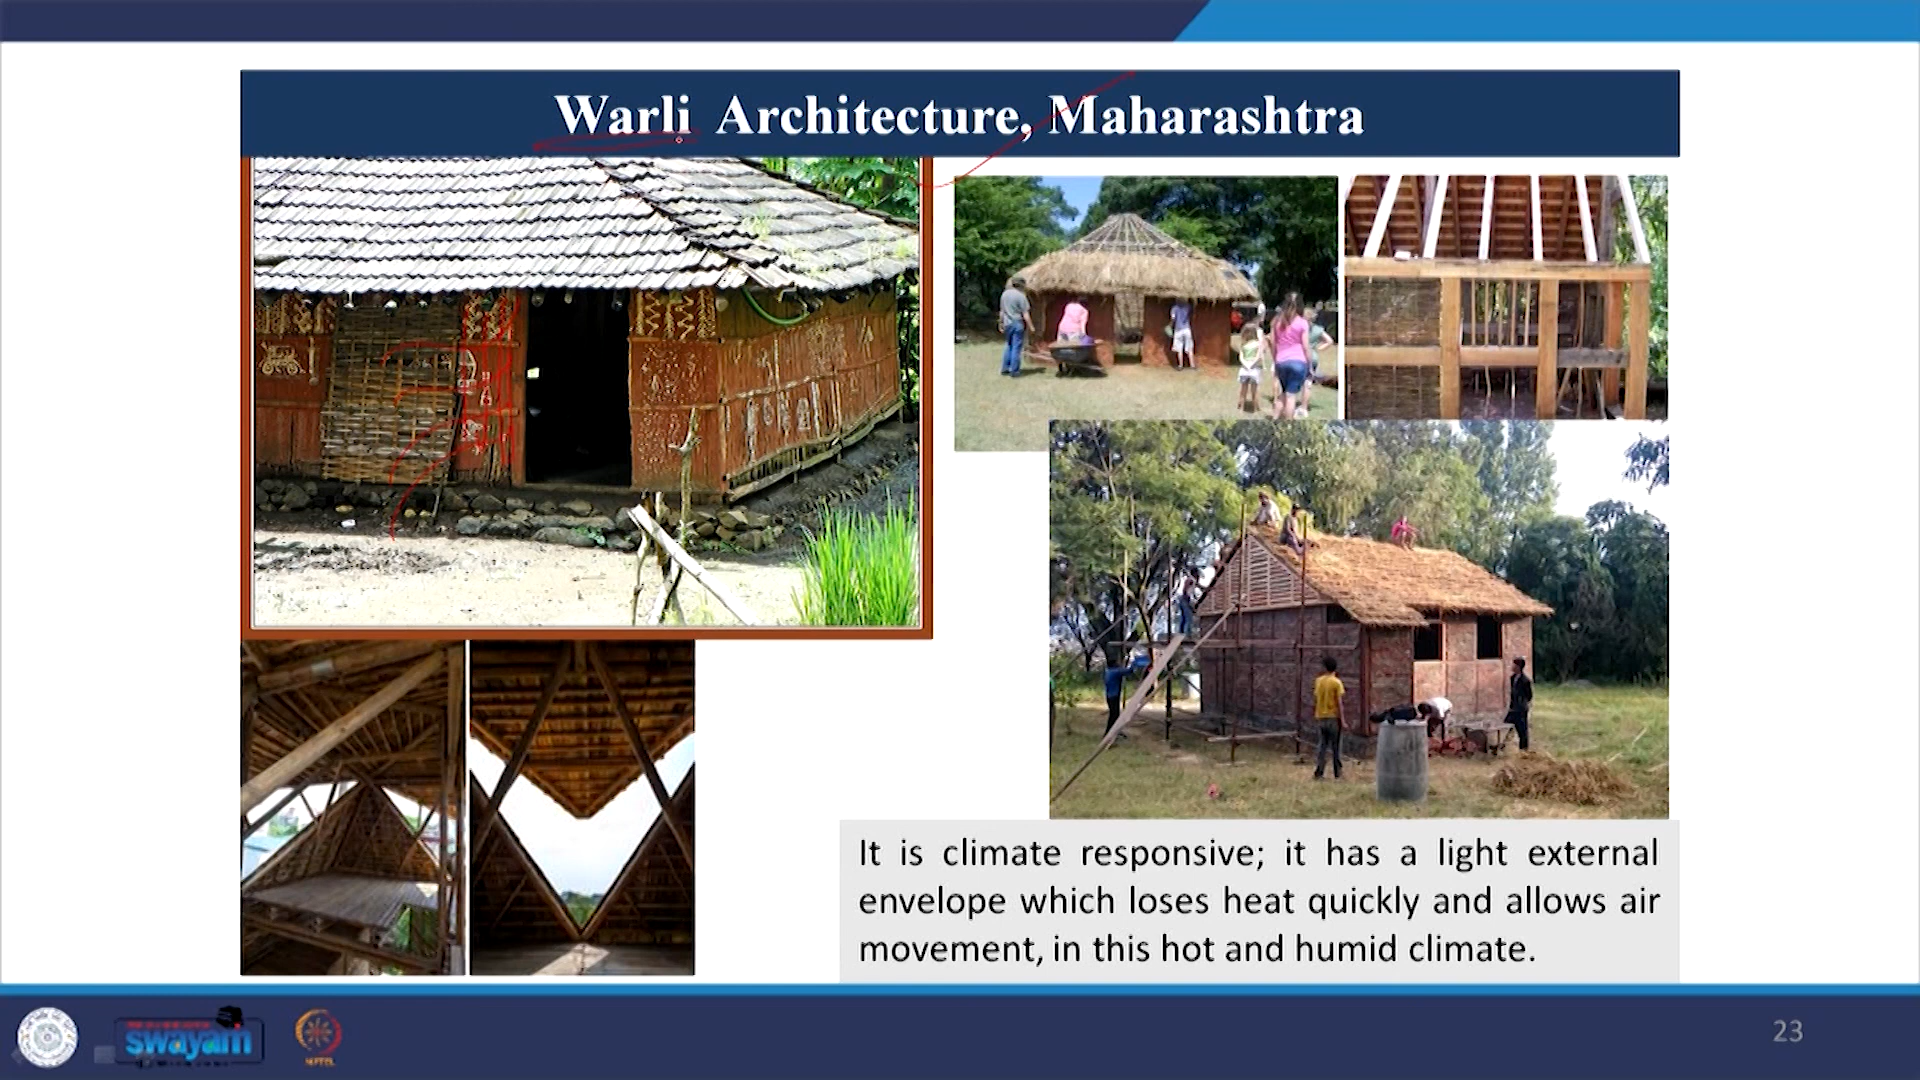 Warli Architecture, Maharashtra
It is climate responsive; it has a light external
envelope which loses heat quickly and allows air
movement, in this hot and humid climate.
swayam
NPTEL
23